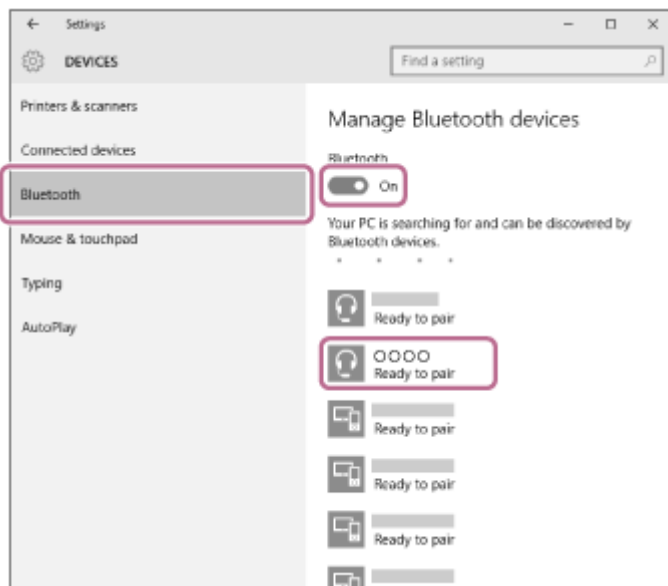 Settings
DEVICES
Find a setting
Printers & scanners
Connected devices
Bluetooth
Mouse & touchpad
Typing
AutoPlay
Manage Bluetooth devices
Bluetooth
On
Your PC is searching for and can be discovered by
Bluetooth devices.
Ready to pair
OOOO
Ready to pair
Ready to pair
Ready to pair
Ready to pair